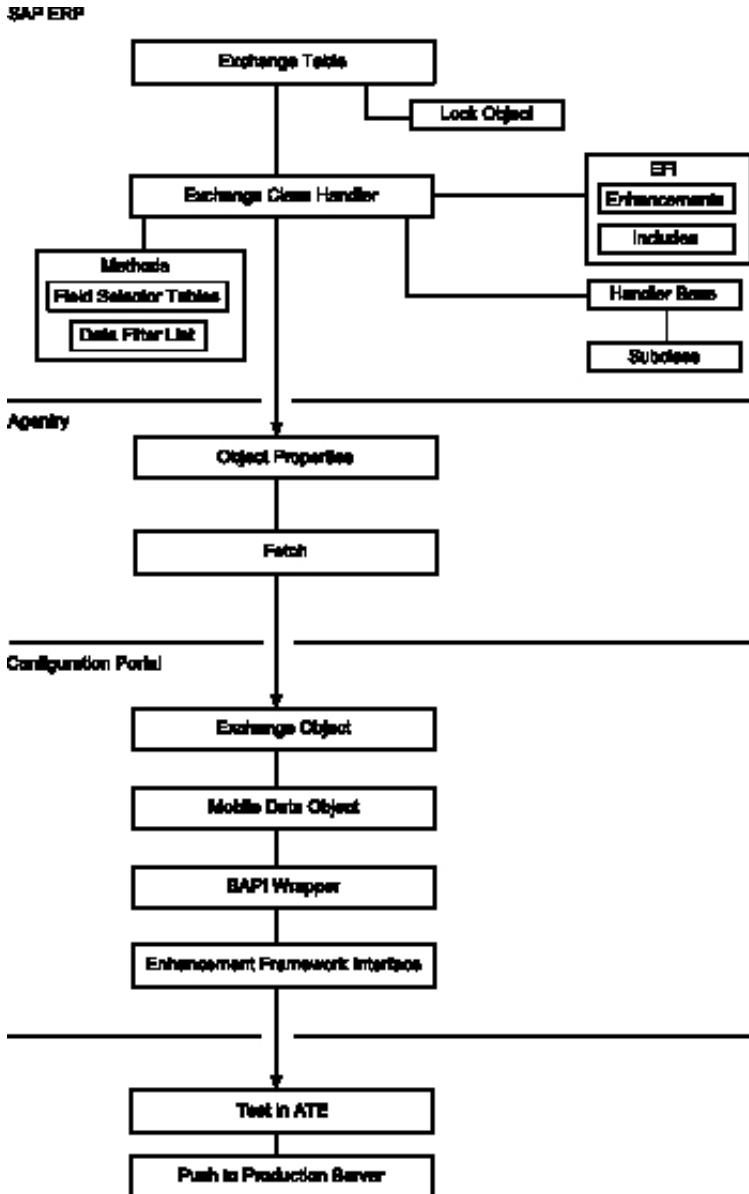 SAP ERP
Exchange Table
Lock Object
Exchange Class Handler
EFI
Enhancements
Includes
Methods
Field Selector Tables
Data Filter List
Handler Base
Subclass
Agentry
Object Properties
Fetch
Configuration Portal
Exchange Object
Mobile Data Object
BAPI Wrapper
Enhancement Framework Interface
Test in ATE
Push to Production Server